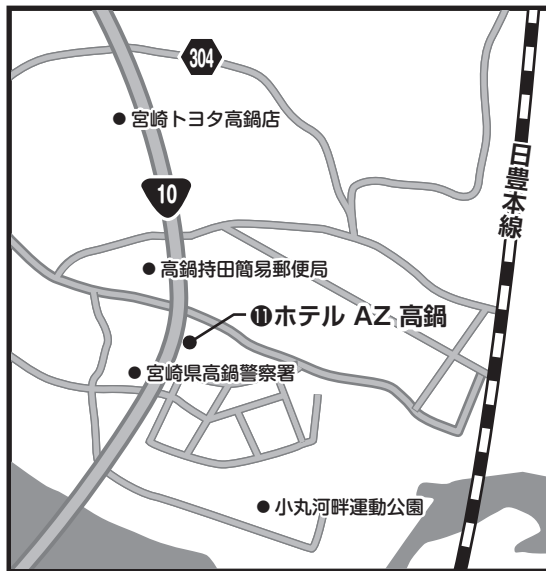 304
宮崎トヨタ高鍋店
日豊本線
10
高鍋持田簡易郵便局
⓫ホテル AZ 高鍋
宮崎県高鍋警察署
小丸河畔運動公園